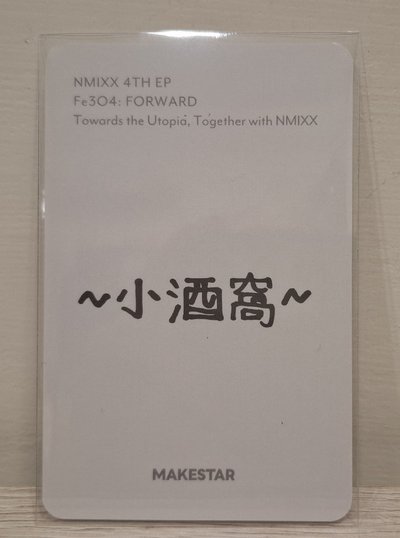 NMIXX 4TH EP
Fe3O4: FORWARD
Towards the Utopia, Together with NMIXX
~小酒窩~
MAKESTAR